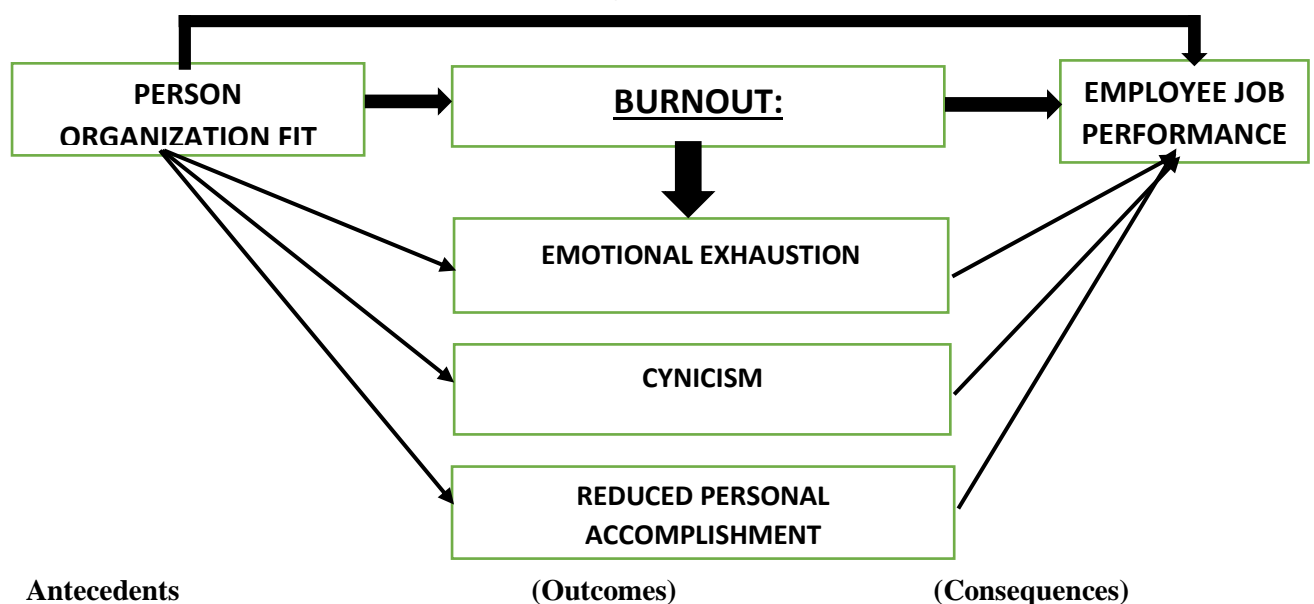 PERSON
ORGANIZATION FIT
BURNOUT:
EMPLOYEE JOB
PERFORMANCE
EMOTIONAL EXHAUSTION
CYNICISM
REDUCED PERSONAL
ACCOMPLISHMENT
Antecedents (Outcomes) (Consequences)